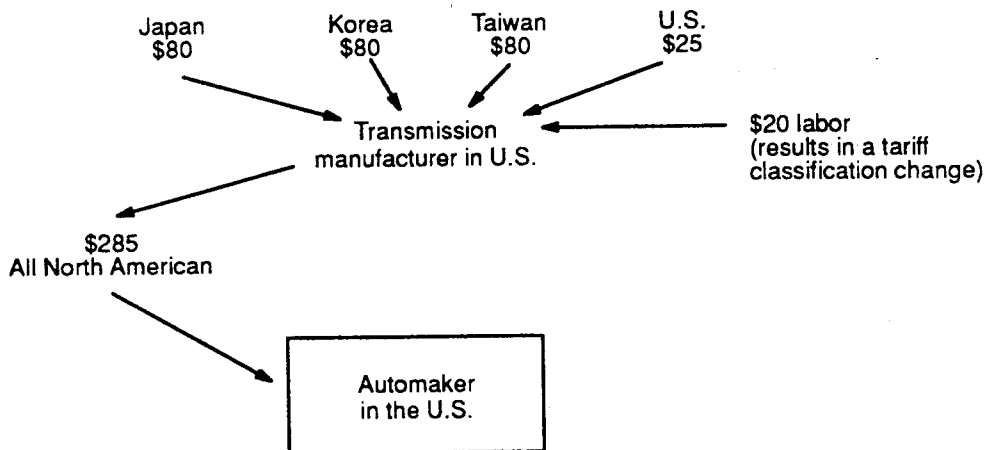 Japan
$80
Korea
$80
Taiwan
$80
U.S.
$25
Transmission
manufacturer in U.S.
$20 labor
(results in a tariff
classification change)
$285
All North American
Automaker
in the U.S.